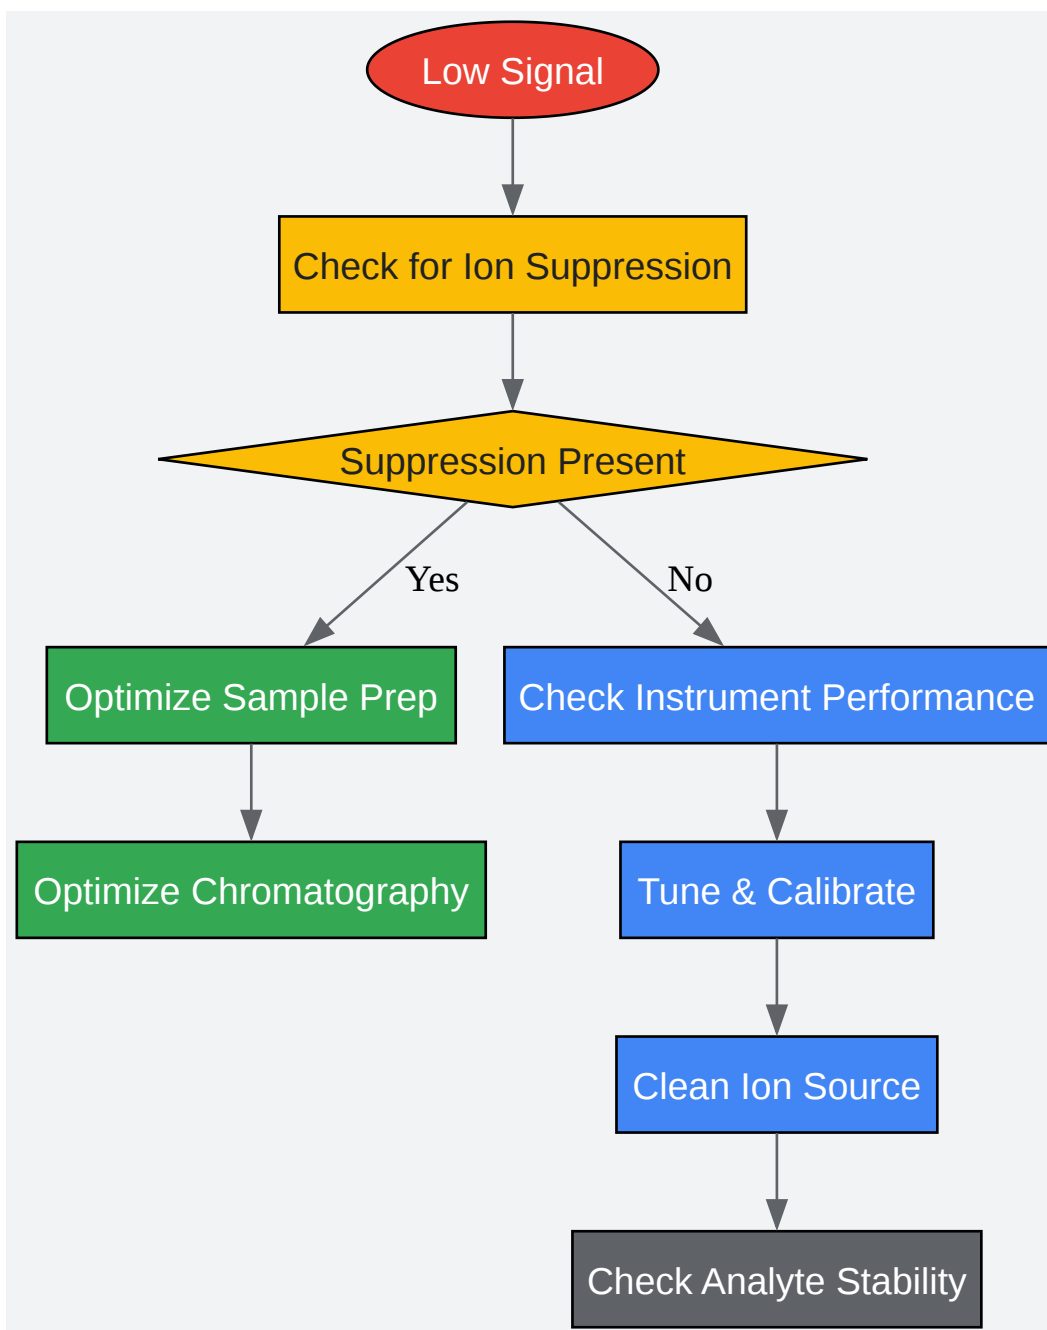 Low Signal
Check for Ion Suppression
Suppression Present
Yes
No
Optimize Sample Prep
Check Instrument Performance
Optimize Chromatography
Tune & Calibrate
Clean Ion Source
Check Analyte Stability